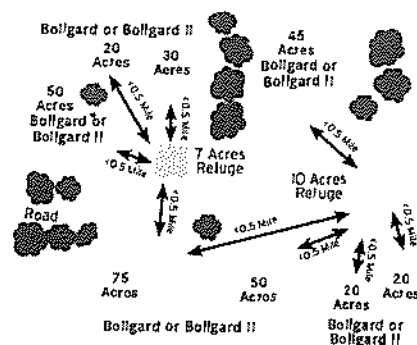 Bollgard or Bollgard II
20
Acres
30
Acres
45
Acres
Bollgard or
Bollgard II
50
Acres
Bollgard or
Bollgard II
<0.5 Mile
<0.5 Mile
<0.5 Mile
7 Acres
Refuge
<0.5 Mile
<0.5 Mile
10 Acres
Refuge
Road
<0.5 Mile
<0.5 Mile
<0.5 Mile
<0.5 Mile
75
Acres
50
Acres
20
Acres
20
Acres
Bollgard or Bollgard II
Bollgard or
Bollgard II